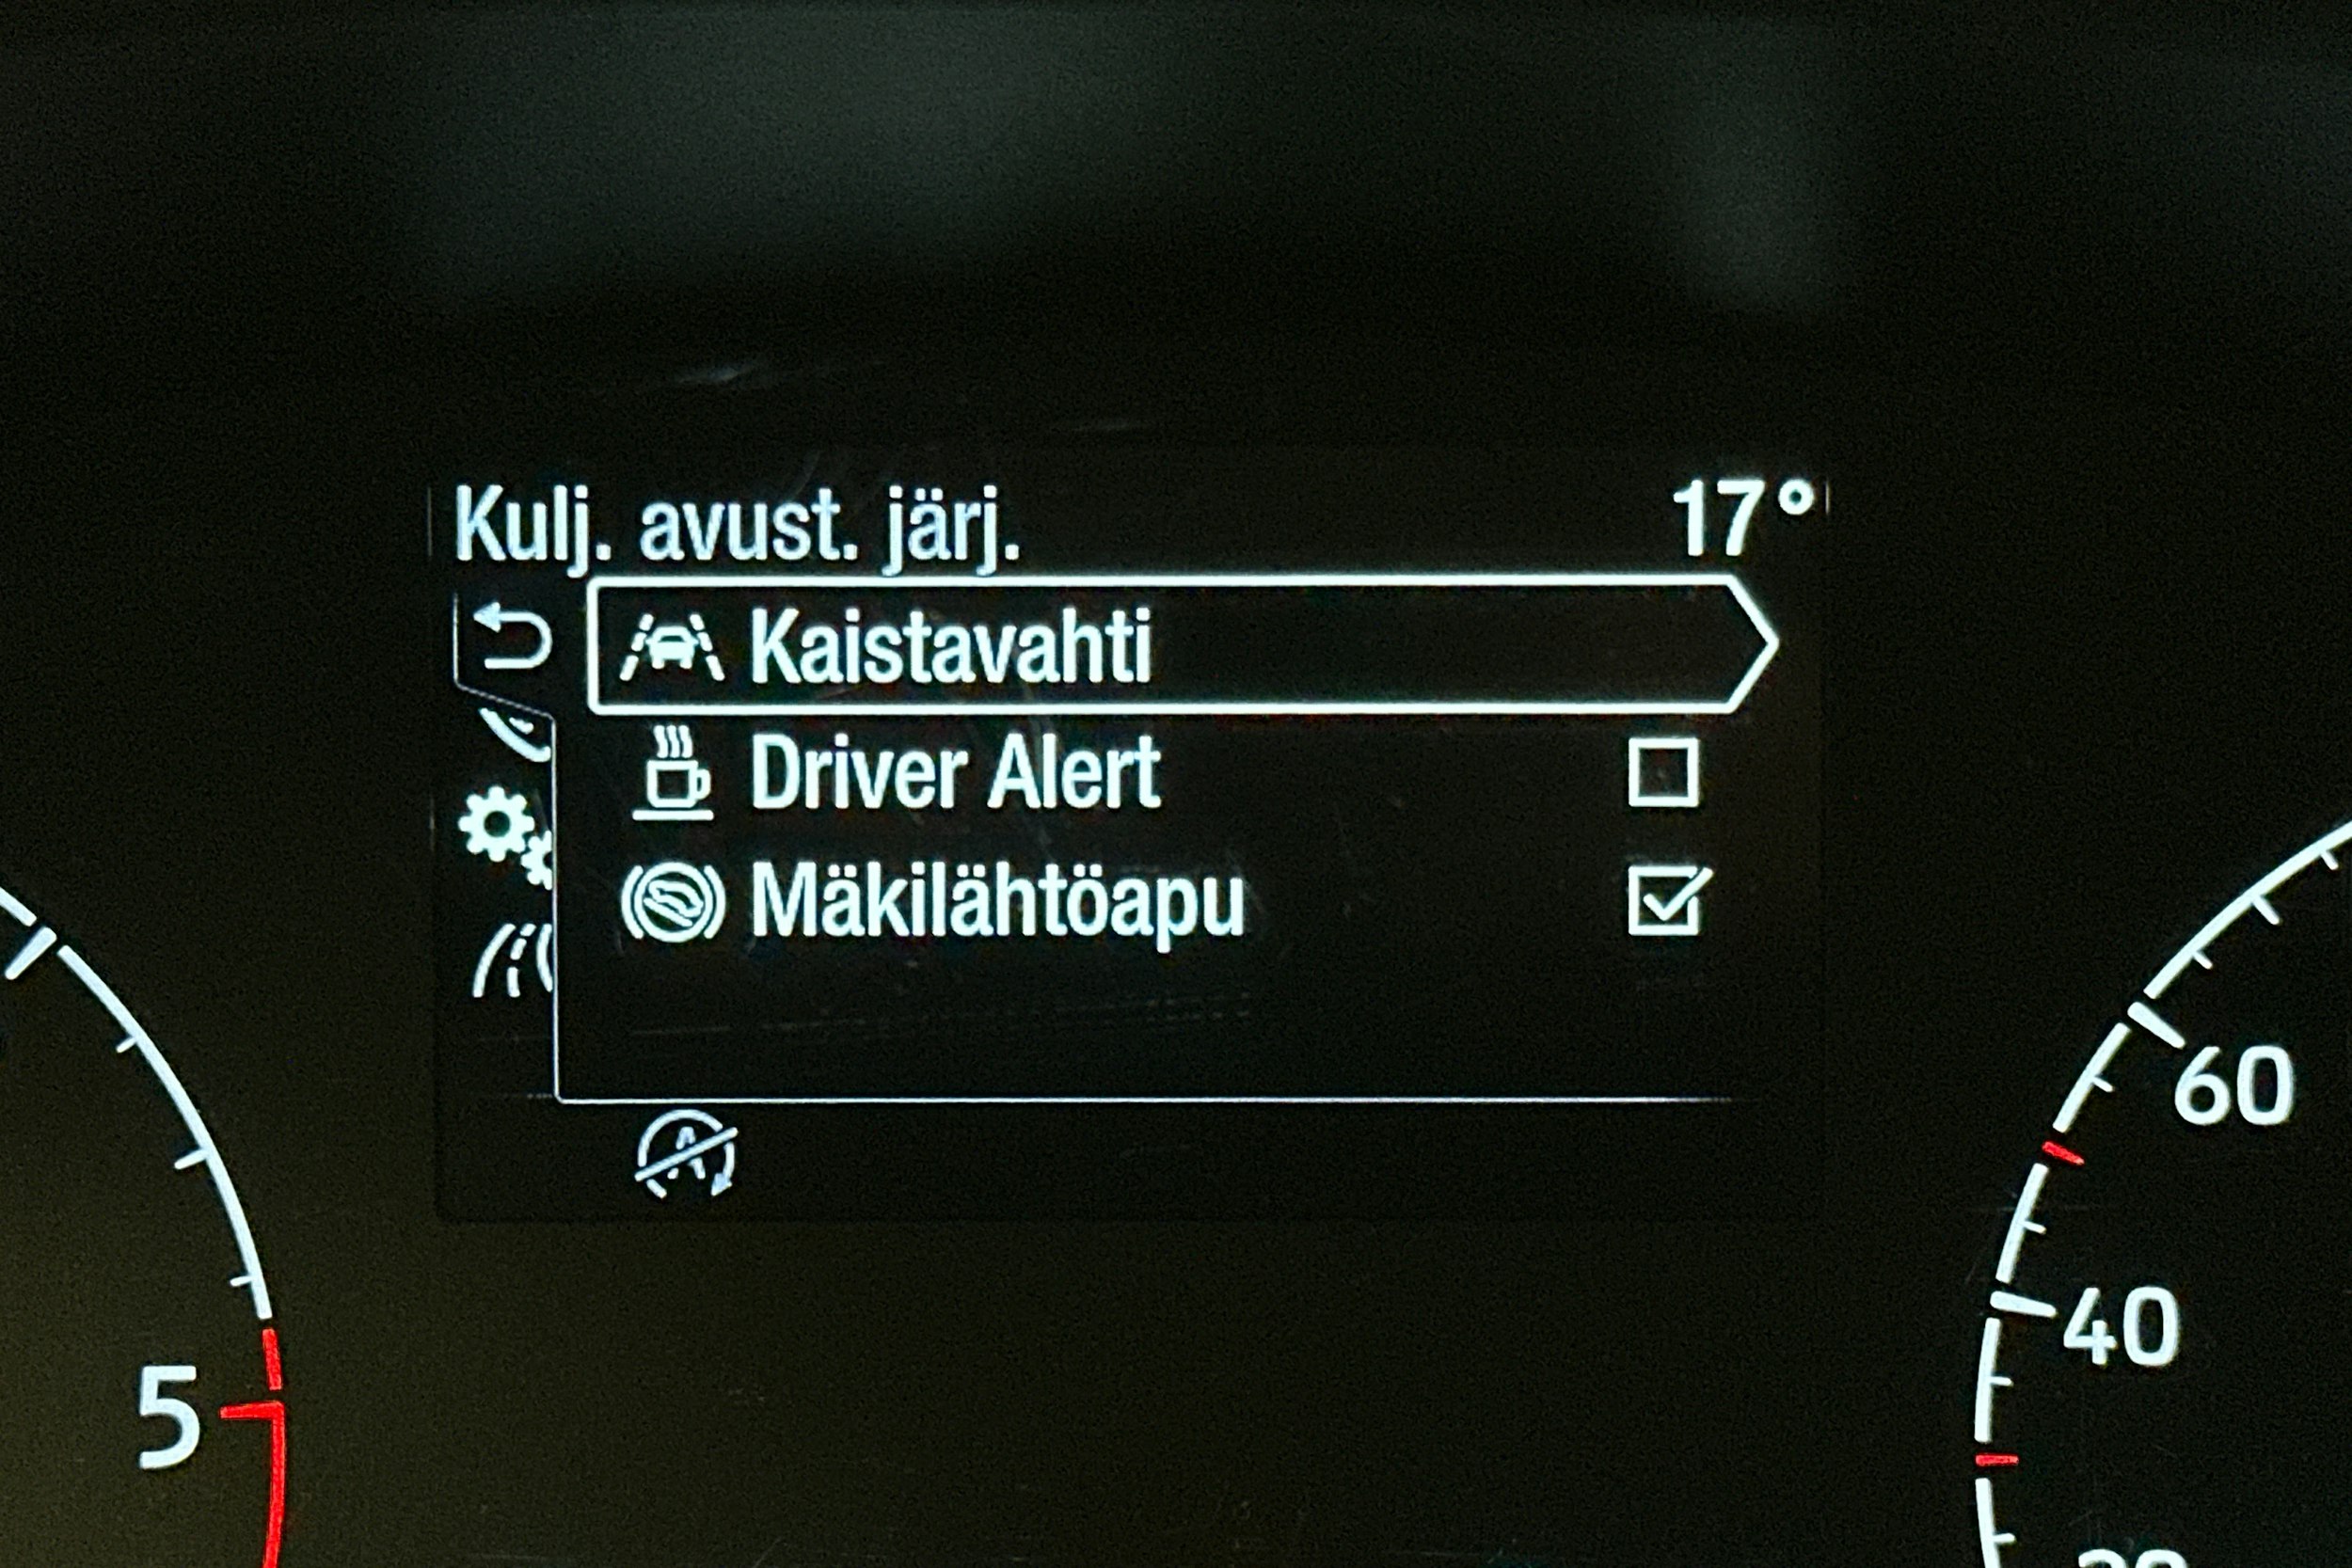 Kulj. avust. järj. 17°
Kaistavahti
Driver Alert
Mäkilähtöapu
A
60
40
5